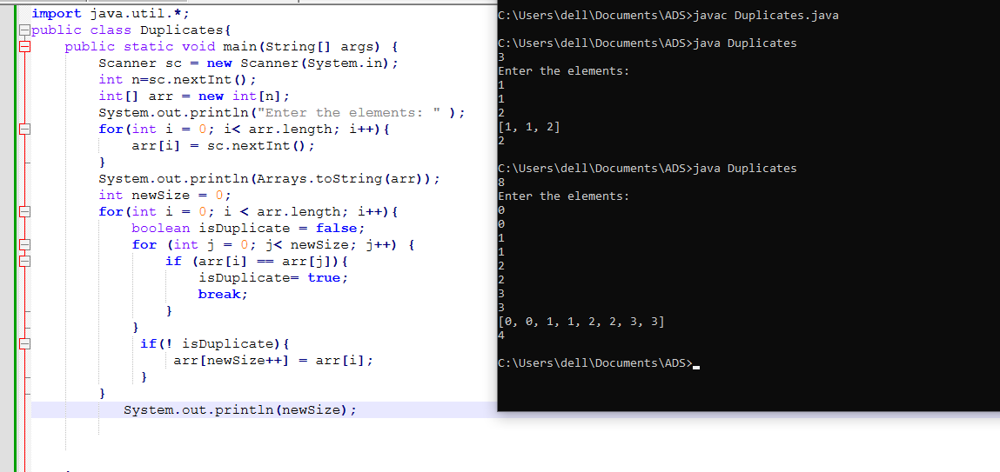 import java.util.*;
public class Duplicates{
    public static void main(String[] args) {
        Scanner sc = new Scanner(System.in);
        int n=sc.nextInt();
        int[] arr = new int[n];
        System.out.println("Enter the elements: " );
        for(int i = 0; i< arr.length; i++){
            arr[i] = sc.nextInt();
        }
        System.out.println(Arrays.toString(arr));
        int newSize = 0;
        for(int i = 0; i < arr.length; i++){
            boolean isDuplicate = false;
            for (int j = 0; j< newSize; j++) {
                if (arr[i] == arr[j]){
                    isDuplicate= true;
                    break;
                }
            }
             if(! isDuplicate){
                 arr[newSize++] = arr[i];
             }
        }
           System.out.println(newSize);
C:\Users\dell\Documents\ADS>javac Duplicates.java
C:\Users\dell\Documents\ADS>java Duplicates
3
Enter the elements:
1
1
2
[1, 1, 2]
2
C:\Users\dell\Documents\ADS>java Duplicates
8
Enter the elements:
0
0
1
1
2
2
3
3
[0, 0, 1, 1, 2, 2, 3, 3]
4
C:\Users\dell\Documents\ADS>